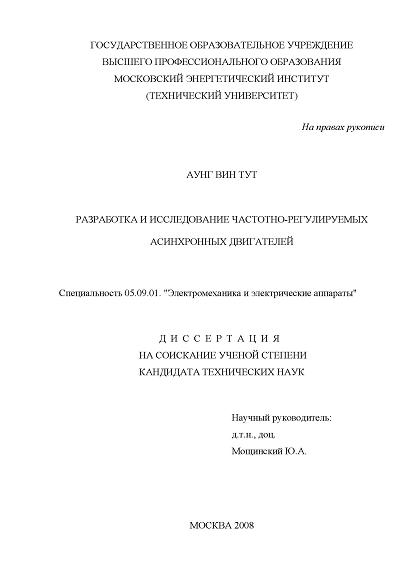 ГОСУДАРСТВЕННОЕ ОБРАЗОВАТЕЛЬНОЕ УЧРЕЖДЕНИЕ
ВЫСШЕГО ПРОФЕССИОНАЛЬНОГО ОБРАЗОВАНИЯ
МОСКОВСКИЙ ЭНЕРГЕТИЧЕСКИЙ ИНСТИТУТ
(ТЕХНИЧЕСКИЙ УНИВЕРСИТЕТ)
На правах рукописи
АУНГ ВИН ТУТ
РАЗРАБОТКА И ИССЛЕДОВАНИЕ ЧАСТОТНО-РЕГУЛИРУЕМЫХ
АСИНХРОННЫХ ДВИГАТЕЛЕЙ
Специальность 05.09.01. "Электромеханика и электрические аппараты"
Д И С С Е Р Т А Ц И Я
НА СОИСКАНИЕ УЧЕНОЙ СТЕПЕНИ
КАНДИДАТА ТЕХНИЧЕСКИХ НАУК
Научный руководитель:
д.т.н., доц.
Мощинский Ю.А.
МОСКВА 2008